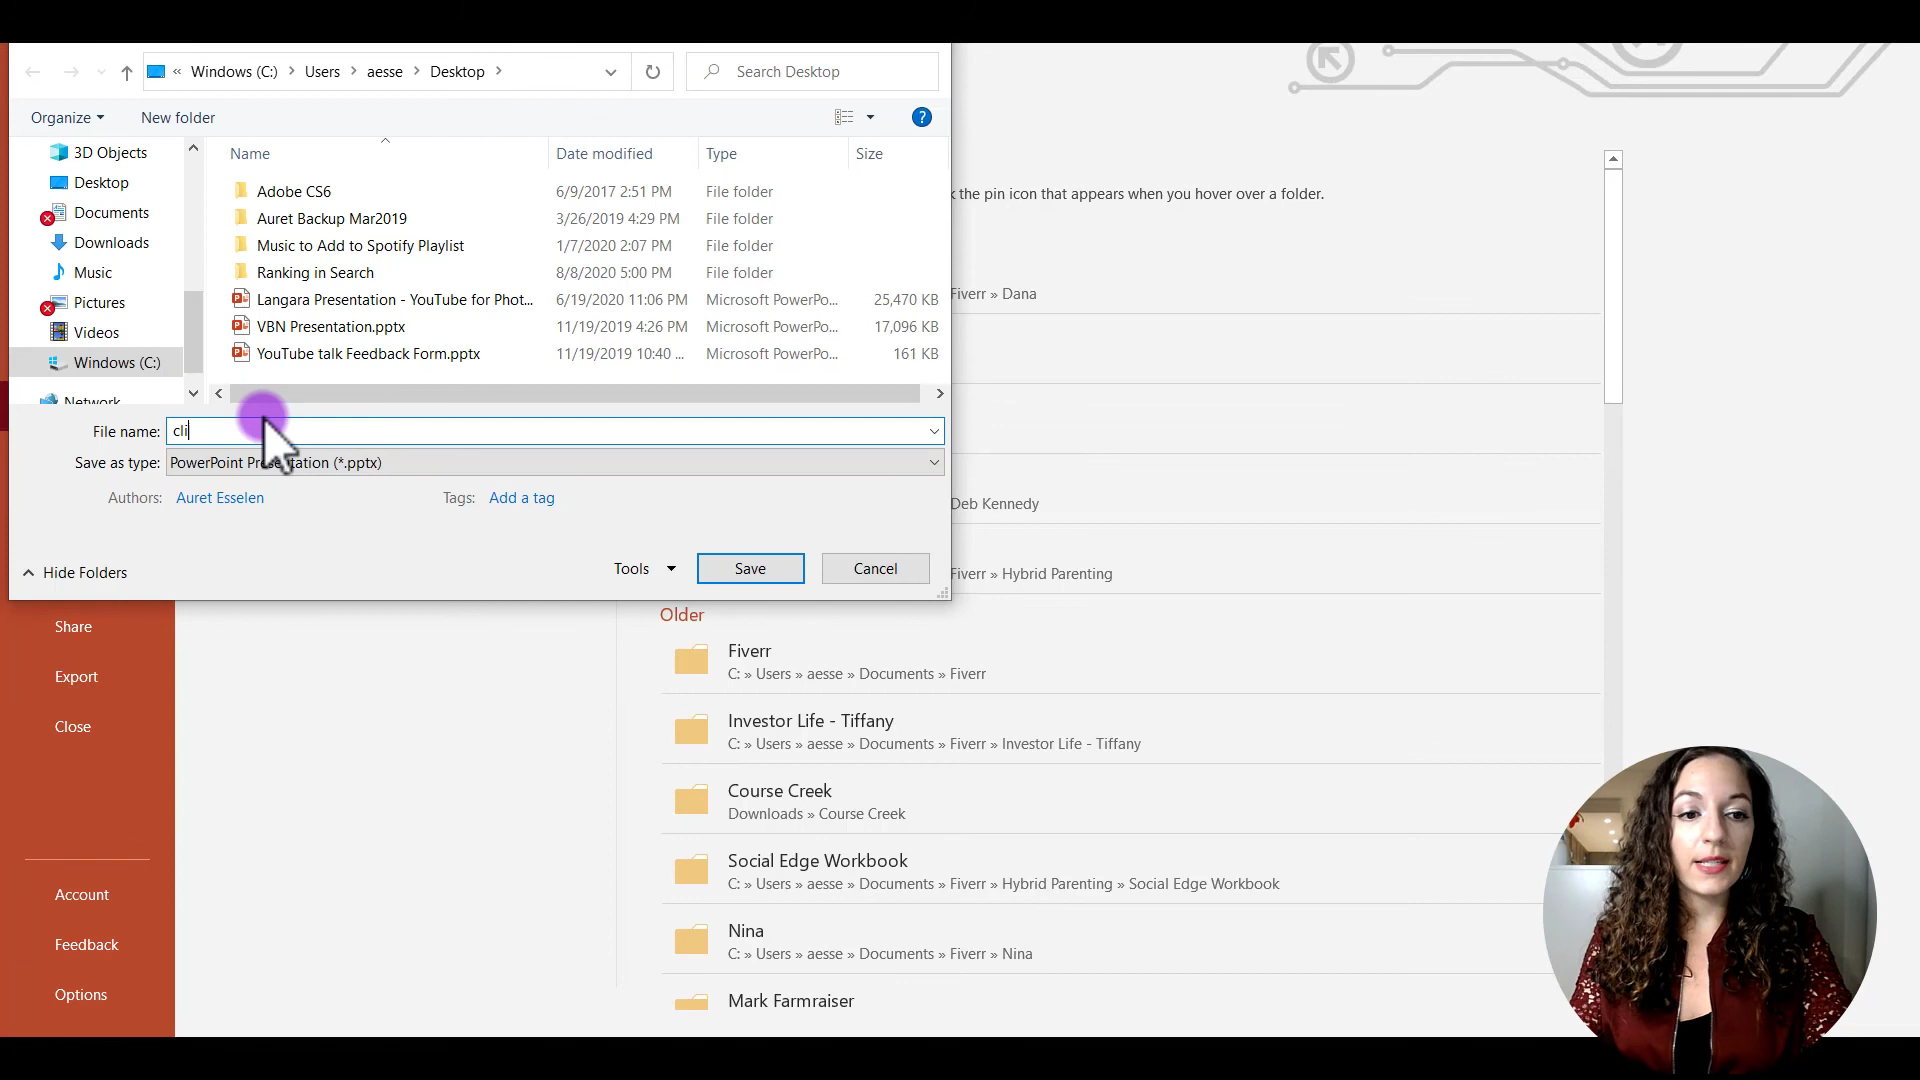 « Windows (C:) > Users > aesse > Desktop >
Search Desktop
Organize
New folder
?
3D Objects
Desktop
Documents
Downloads
Music
Pictures
Videos
Windows (C:)
Network
Name Date modified Type Size
Adobe CS6 6/9/2017 2:51 PM File folder
Auret Backup Mar2019 3/26/2019 4:29 PM File folder
Music to Add to Spotify Playlist 1/7/2020 2:07 PM File folder
Ranking in Search 8/8/2020 5:00 PM File folder
Langara Presentation - YouTube for Phot... 6/19/2020 11:06 PM Microsoft PowerPo... 25,470 KB
VBN Presentation.pptx 11/19/2019 4:26 PM Microsoft PowerPo... 17,096 KB
YouTube talk Feedback Form.pptx 11/19/2019 10:40 ... Microsoft PowerPo... 161 KB
File name: cli
Save as type: PowerPoint Presentation (*.pptx)
Authors: Auret Esselen Tags: Add a tag
Hide Folders
Tools
Save
Cancel
Share
Export
Close
Account
Feedback
Options
the pin icon that appears when you hover over a folder.
Fiverr » Dana
Deb Kennedy
Fiverr » Hybrid Parenting
Older
Fiverr
C: » Users » aesse » Documents » Fiverr
Investor Life - Tiffany
C: » Users » aesse » Documents » Fiverr » Investor Life - Tiffany
Course Creek
Downloads » Course Creek
Social Edge Workbook
C: » Users » aesse » Documents » Fiverr » Hybrid Parenting » Social Edge Workbook
Nina
C: » Users » aesse » Documents » Fiverr » Nina
Mark Farmraiser